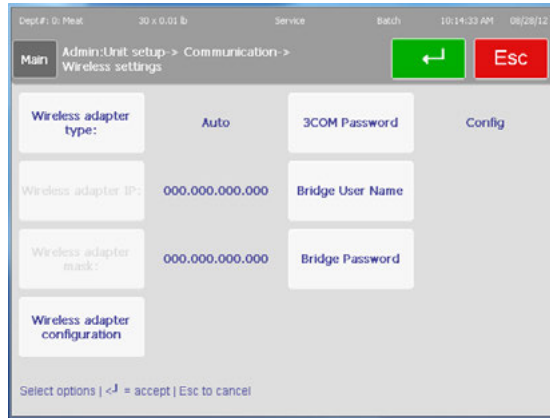 Dept#: 0: Meat 30 x 0.01 lb Service Batch 10:14:33 AM 08/28/12
Main Admin:Unit setup-> Communication-> Esc
Wireless settings
Wireless adapter type: Auto 3COM Password Config
Wireless adapter IP: 000.000.000.000 Bridge User Name
Wireless adapter mask: 000.000.000.000 Bridge Password
Wireless adapter configuration
Select options | <┘ = accept | Esc to cancel